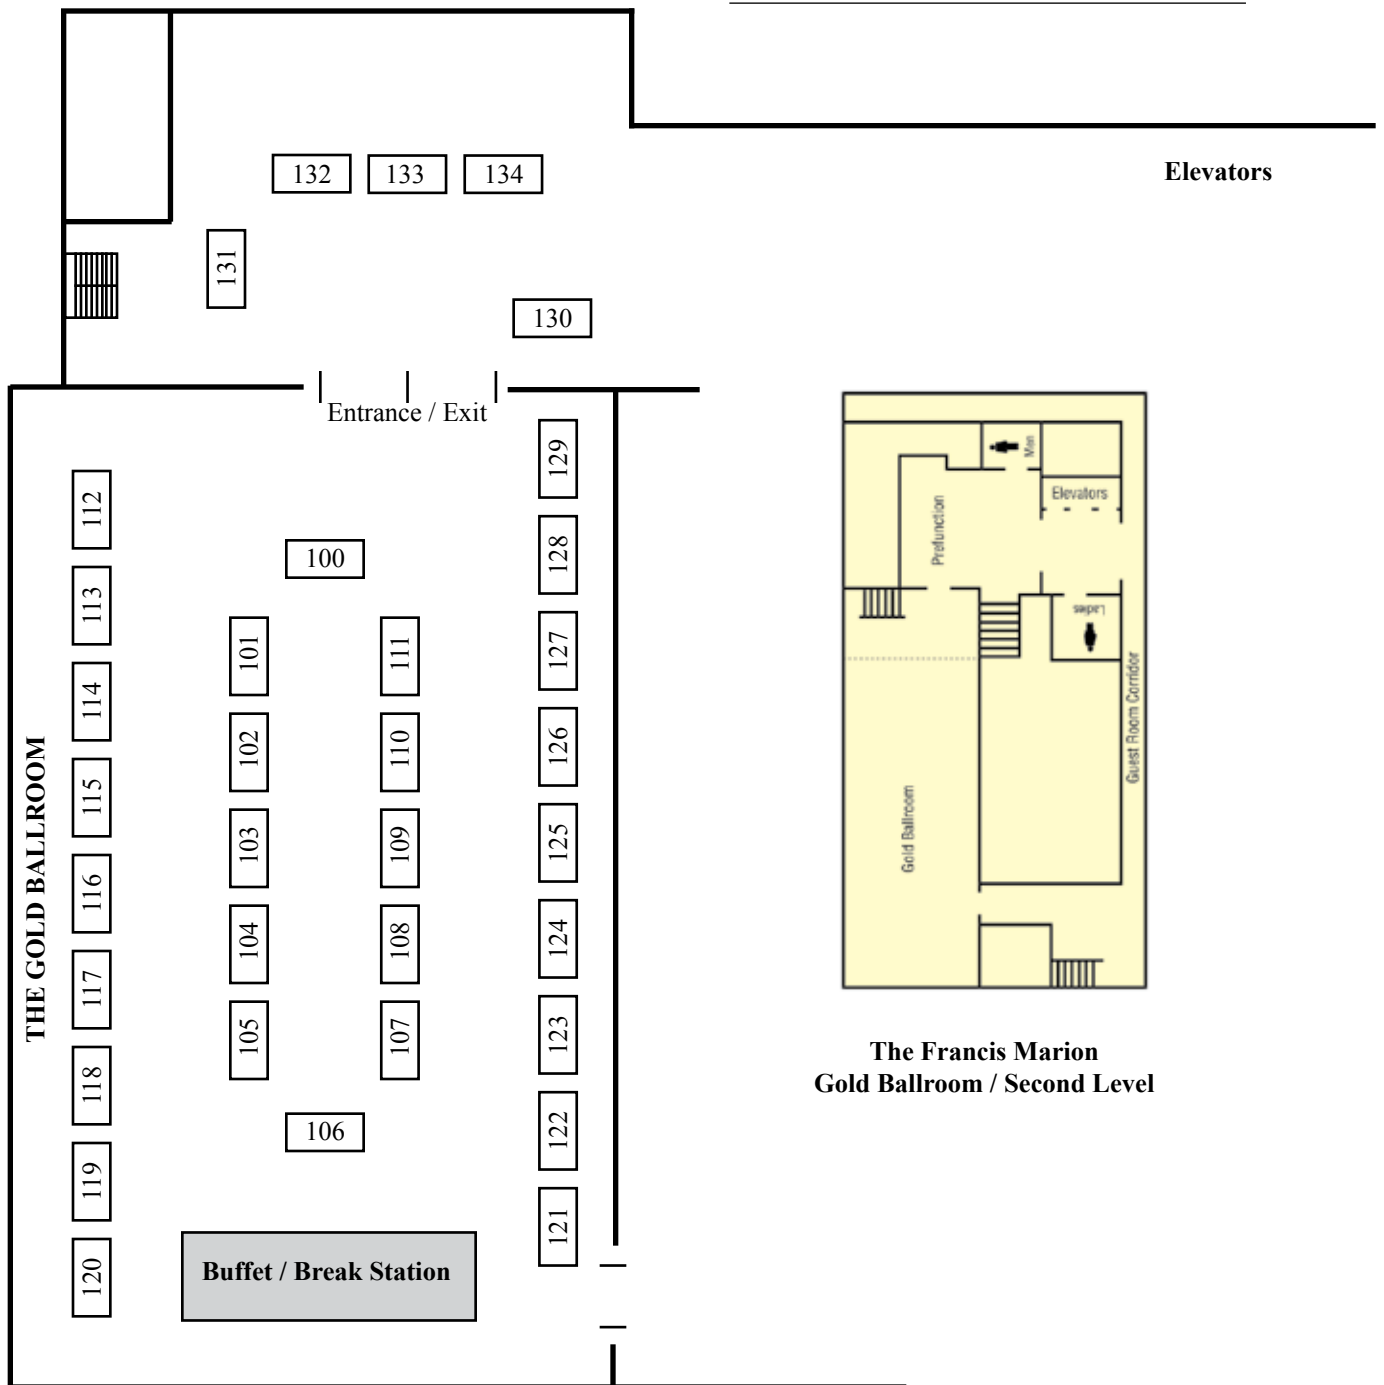 Elevators
132
133
134
131
130
Entrance / Exit
129
112
128
100
113
127
101
111
114
126
102
110
115
125
103
109
116
124
104
108
117
123
105
107
118
122
106
119
121
120
THE GOLD BALLROOM
Buffet / Break Station
Men
Elevators
Prefunction
Ladies
Guest Room Corridor
Gold Ballroom
The Francis Marion
Gold Ballroom / Second Level